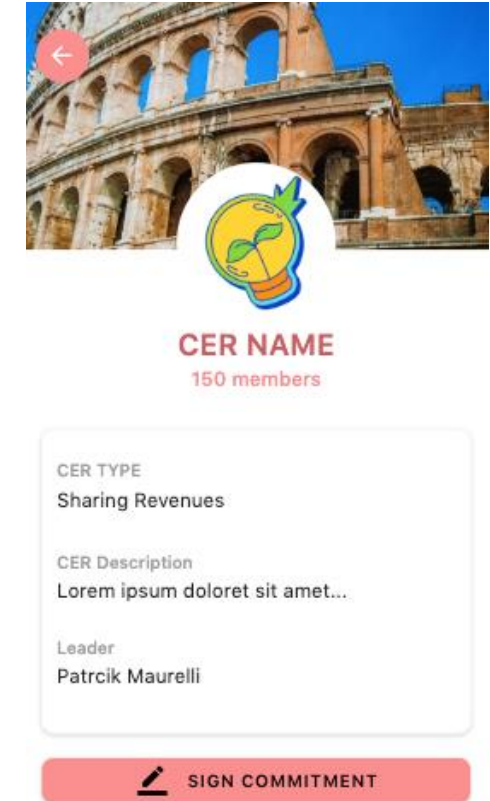 CER NAME
150 members
CER TYPE
Sharing Revenues
CER Description
Lorem ipsum doloret sit amet...
Leader
Patrcik Maurelli
SIGN COMMITMENT